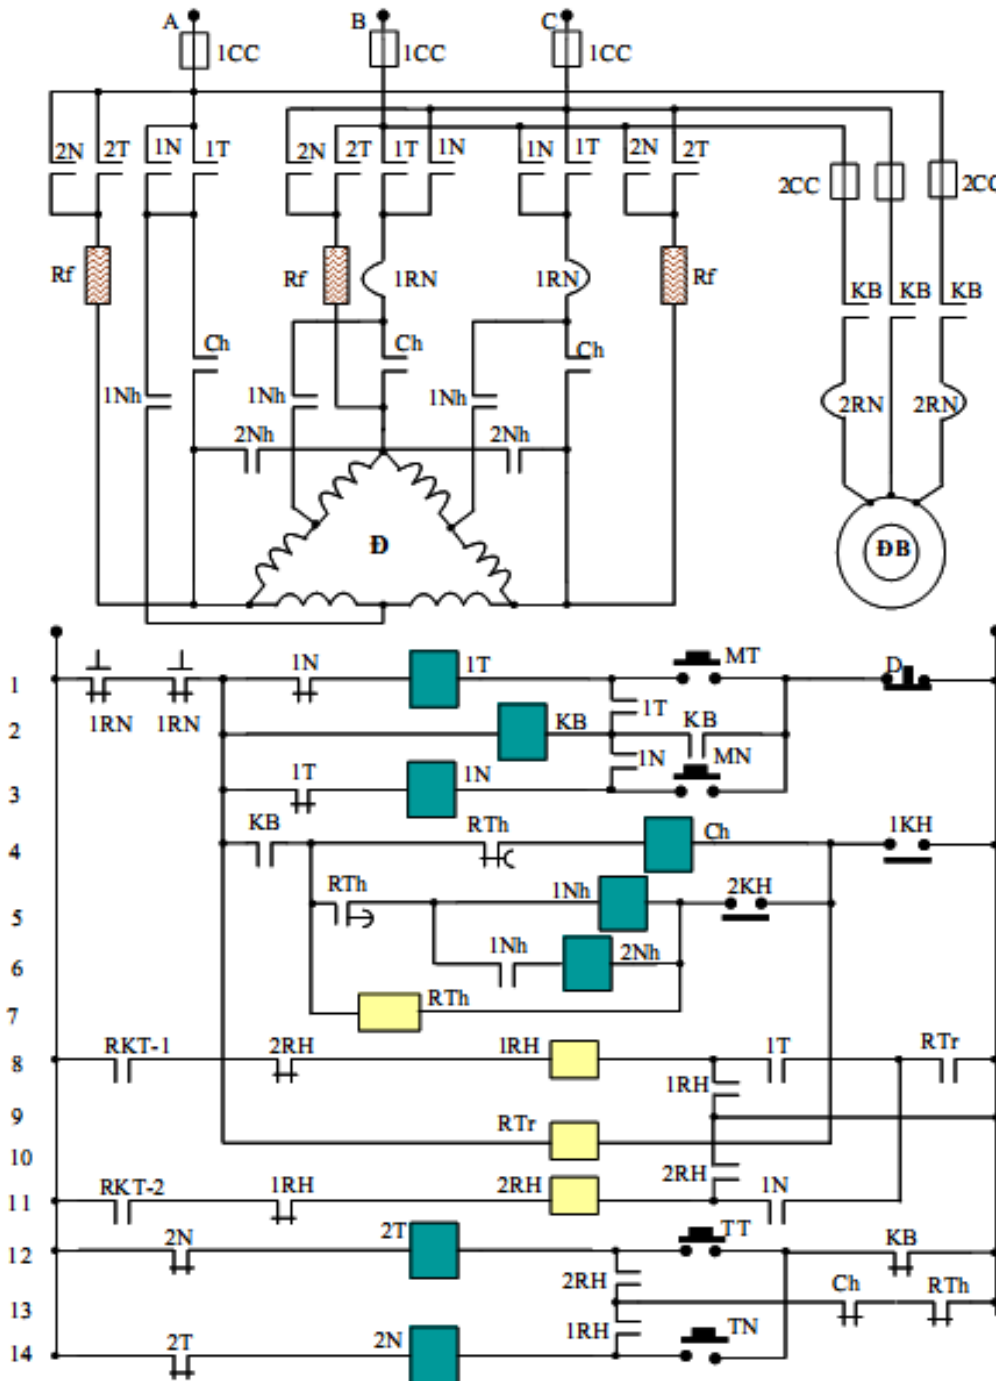 A B C
1CC 1CC 1CC
2N 2T 1N 1T 2N 2T 1T 1N 1N 1T 2N 2T
2CC 2CC
Rf Rf 1RN 1RN Rf
KB KB KB
Ch Ch Ch
1Nh 1Nh 1Nh 2RN 2RN
2Nh 2Nh
Đ ĐB
1 1RN 1RN 1N 1T MT D
1T
2 KB KB
1N MN
3 1T 1N
4 KB RTh Ch 1KH
5 RTh 1Nh 2KH
6 1Nh 2Nh
7 RTh
8 RKT-1 2RH 1RH 1T RTr
9 1RH
10 RTr
2RH
11 RKT-2 1RH 2RH 1N
12 2N 2T TT KB
2RH
13 Ch RTh
1RH
14 2T 2N TN